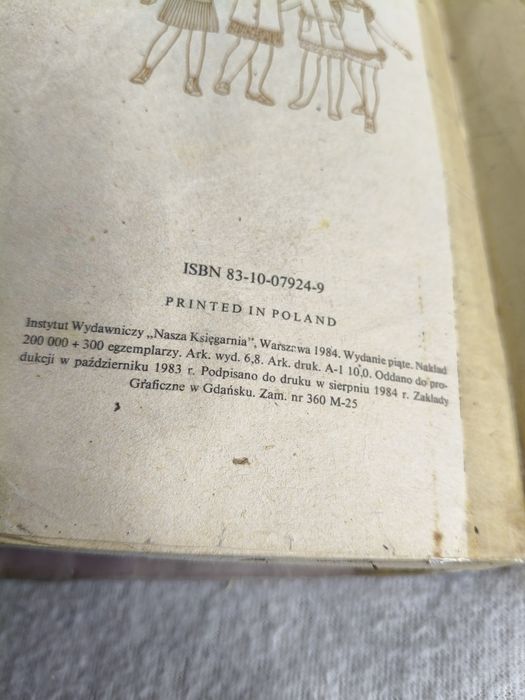 ISBN 83-10-07924-9
PRINTED IN POLAND
Instytut Wydawniczy „Nasza Księgarnia”, Warszawa 1984. Wydanie piąte. Nakład
200 000 + 300 egzemplarzy. Ark. wyd. 6,8. Ark. druk. A-1 10,0. Oddano do pro-
dukcji w październiku 1983 r. Podpisano do druku w sierpniu 1984 r. Zakłady
Graficzne w Gdańsku. Zam. nr 360 M-25